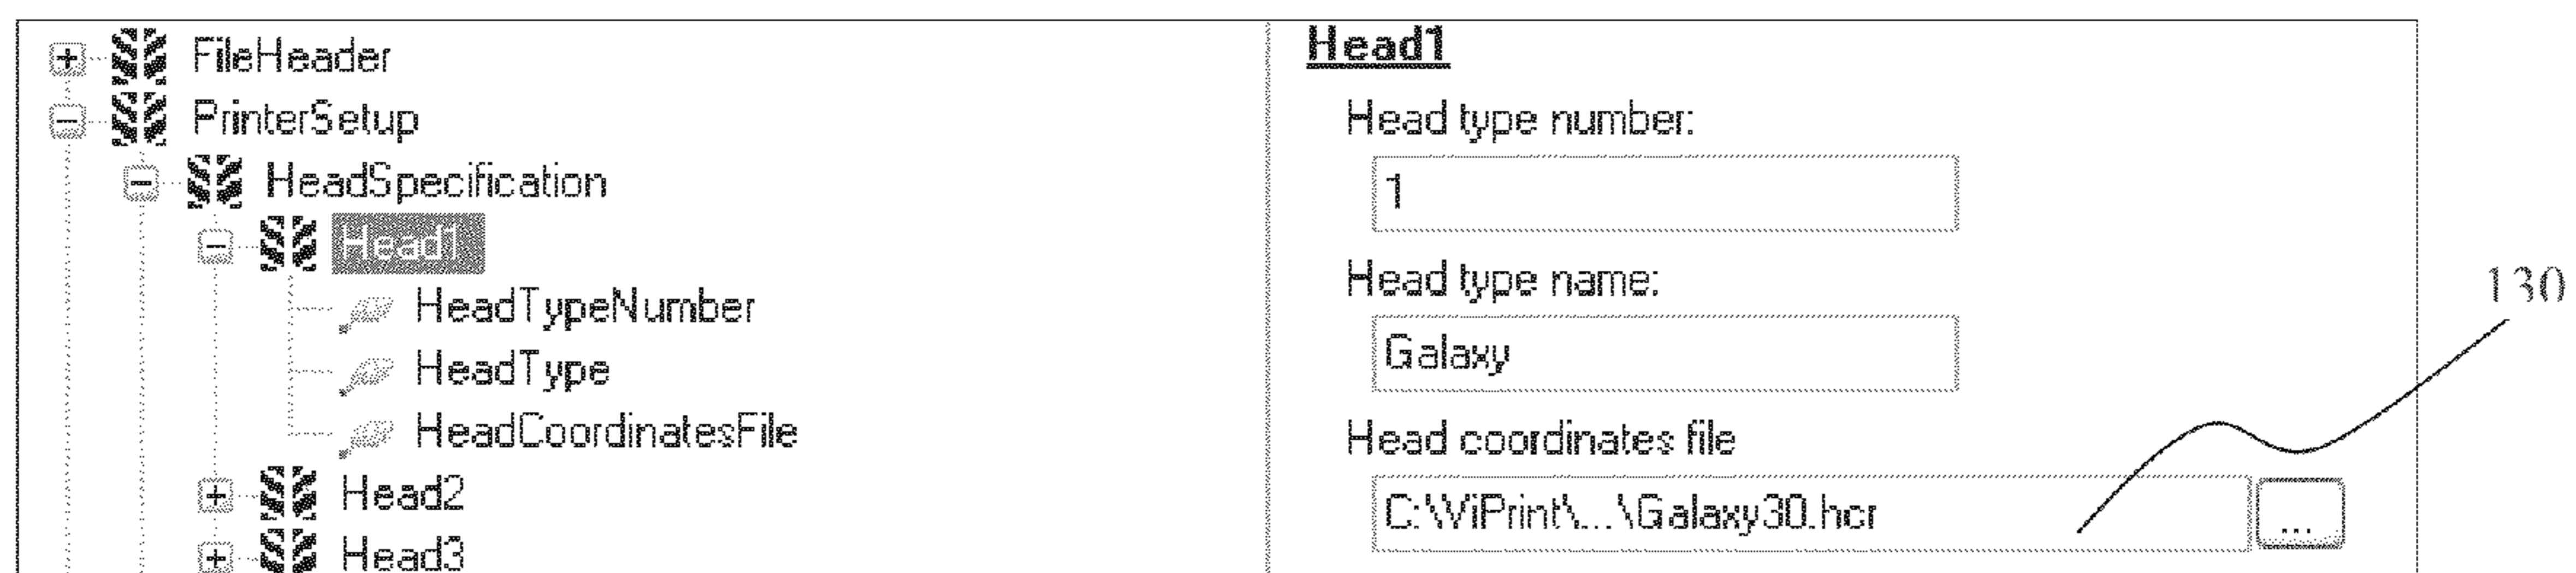 FileHeader
PrinterSetup
HeadSpecification
Head1
HeadTypeNumber
HeadType
HeadCoordinatesFile
Head2
Head3
Head1
Head type number:
1
Head type name:
Galaxy
Head coordinates file
C:\ViPrint\...\Galaxy30.hcr
...
130